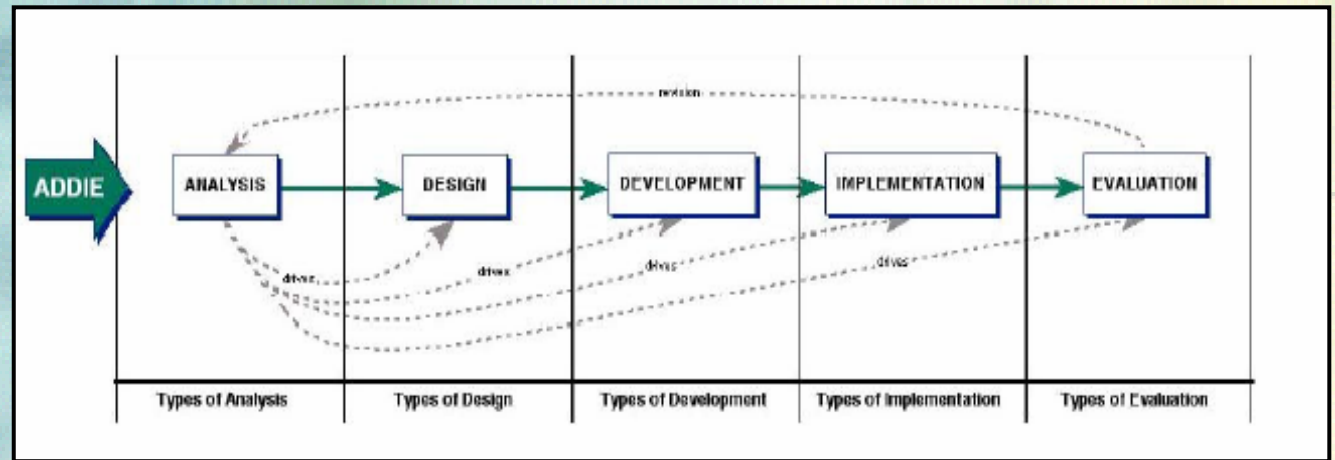 revision
ADDIE
ANALYSIS
DESIGN
DEVELOPMENT
IMPLEMENTATION
EVALUATION
drives
drives
drives
drives
Types of Analysis
Types of Design
Types of Development
Types of Implementation
Types of Evaluation